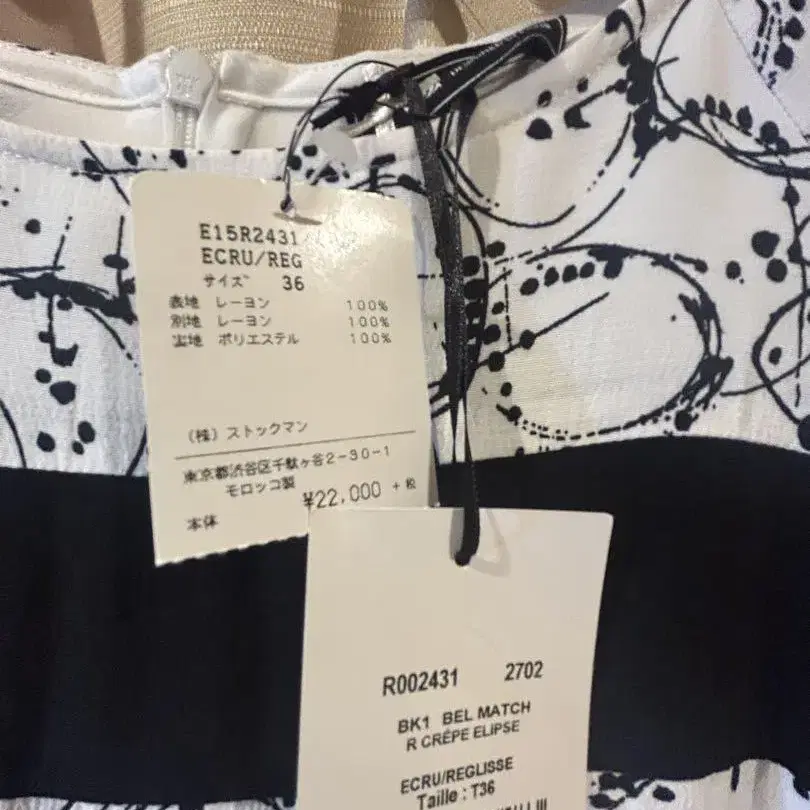 E15R2431
ECRU/REG
サイズ 36
表地 レーヨン 100%
別地 レーヨン 100%
裏地 ポリエステル 100%
(株) ストックマン
東京都渋谷区千駄ヶ谷2-30-1
モロッコ製
本体 ¥22,000 +税
R002431 2702
BK1 BEL MATCH
R CRÊPE ELIPSE
ECRU/REGLISSE
Taille : T36